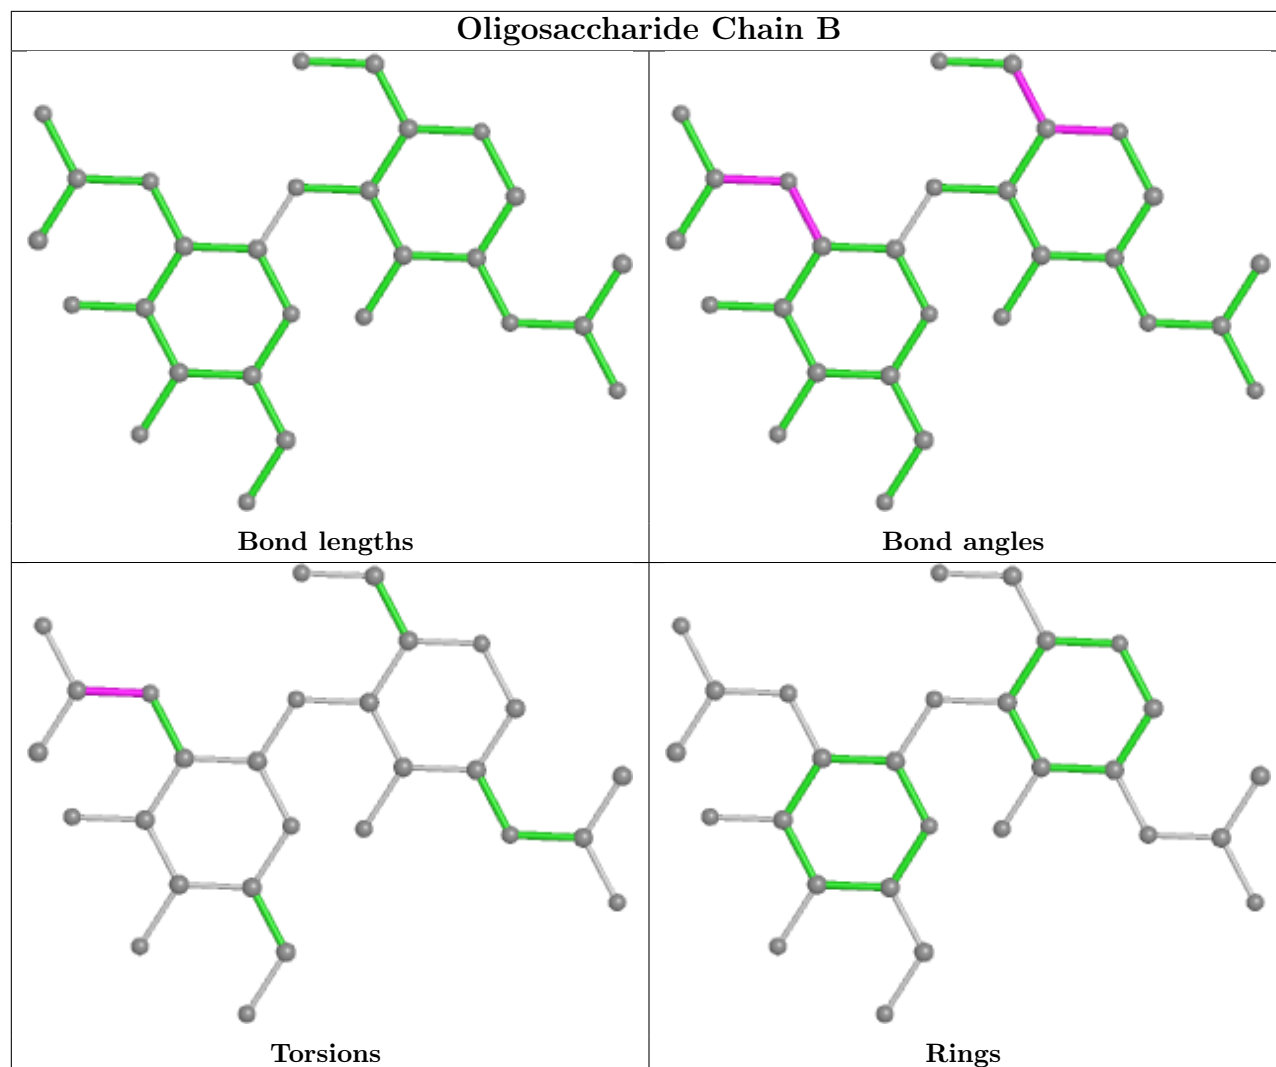 Oligosaccharide Chain B
Bond lengths
Bond angles
Torsions
Rings